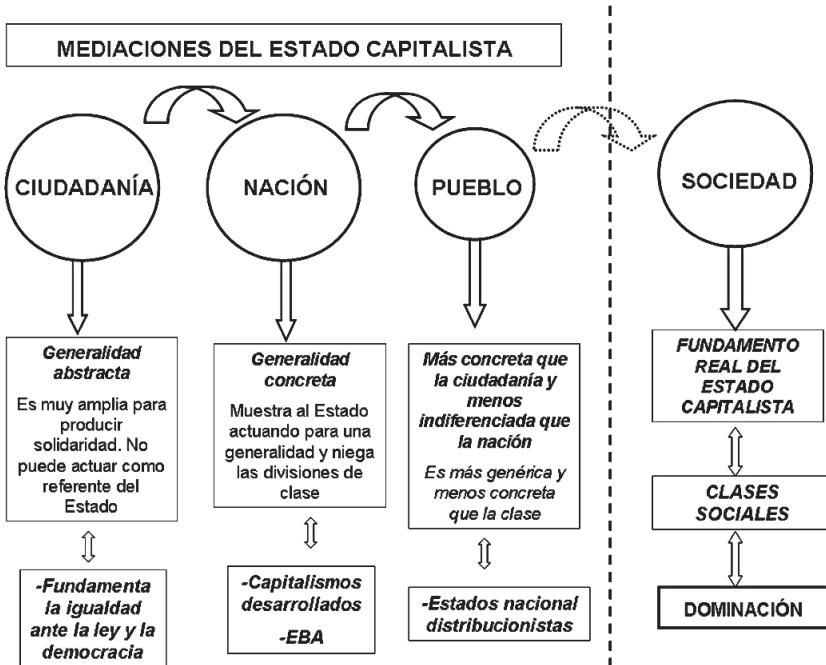 MEDIACIONES DEL ESTADO CAPITALISTA
CIUDADANÍA
NACIÓN
PUEBLO
SOCIEDAD
Generalidad
abstracta
Es muy amplia para
producir
solidaridad. No
puede actuar como
referente del
Estado
-Fundamenta
la igualdad
ante la ley y la
democracia
Generalidad
concreta
Muestra al Estado
actuando para una
generalidad y niega
las divisiones de
clase
-Capitalismos
desarrollados
-EBA
Más concreta que
la ciudadanía y
menos
indiferenciada que
la nación
Es más genérica y
menos concreta
que la clase
-Estados nacional
distribucionistas
FUNDAMENTO
REAL DEL
ESTADO
CAPITALISTA
CLASES
SOCIALES
DOMINACIÓN